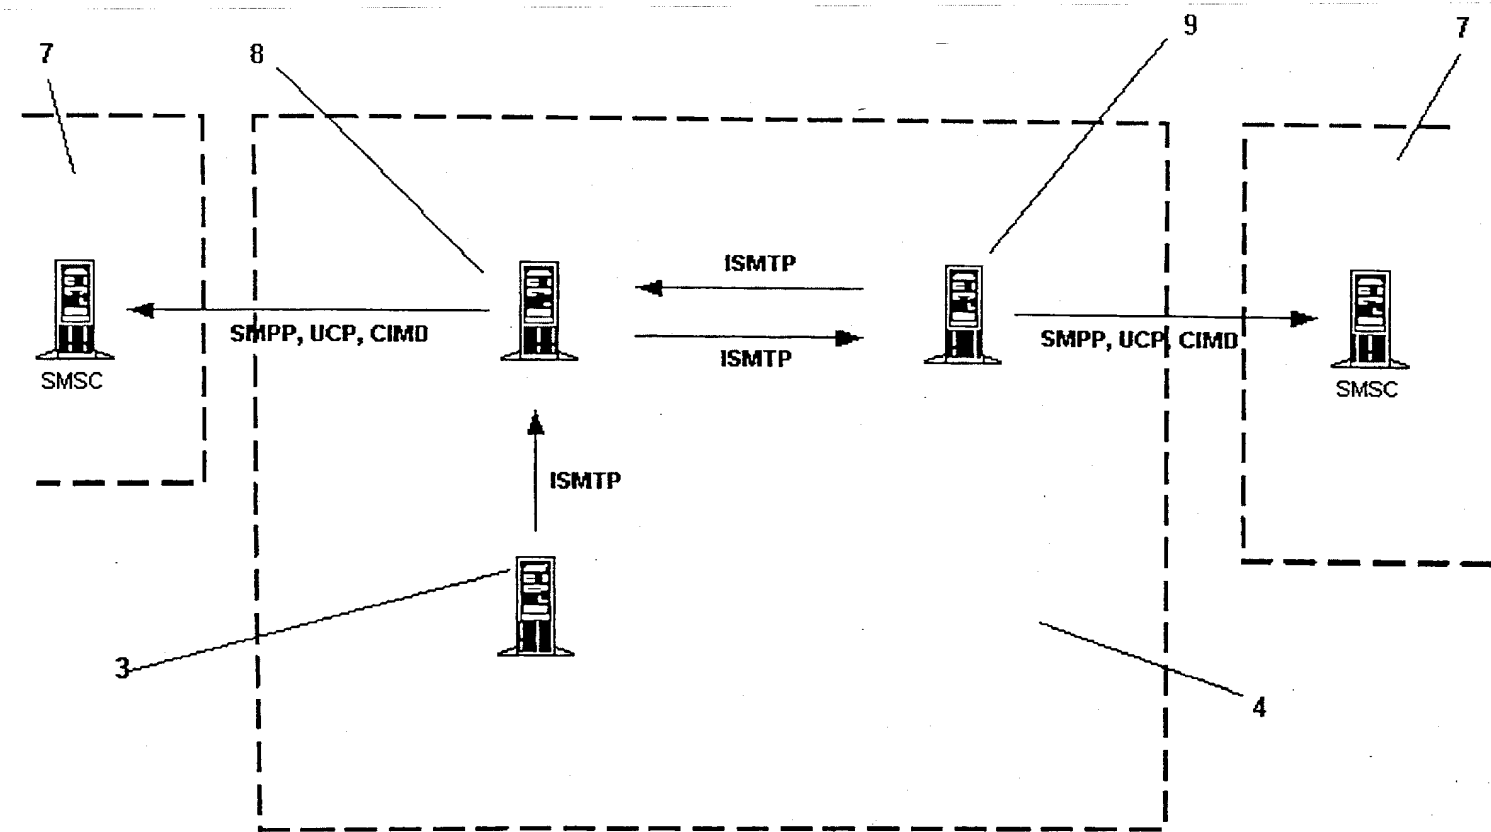 7
8
9
7
ISMTP
SMPP, UCP, CIMD
ISMTP
SMPP, UCP, CIMD
SMSC
SMSC
ISMTP
3
4